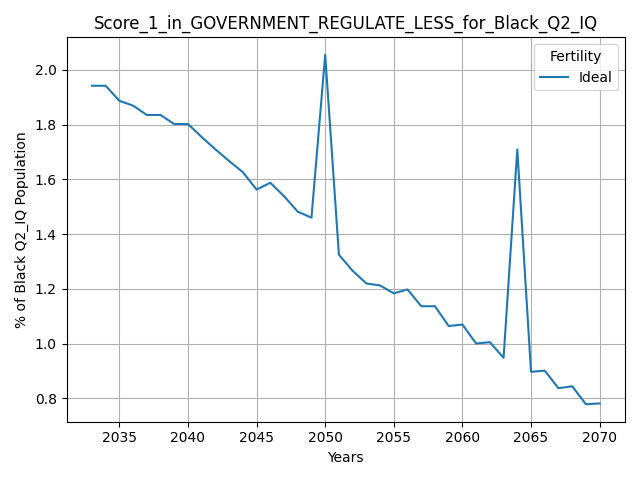 Score_1_in_GOVERNMENT_REGULATE_LESS_for_Black_Q2_IQ
Fertility
Ideal
% of Black Q2_IQ Population
2.0
1.8
1.6
1.4
1.2
1.0
0.8
2035 2040 2045 2050 2055 2060 2065 2070
Years